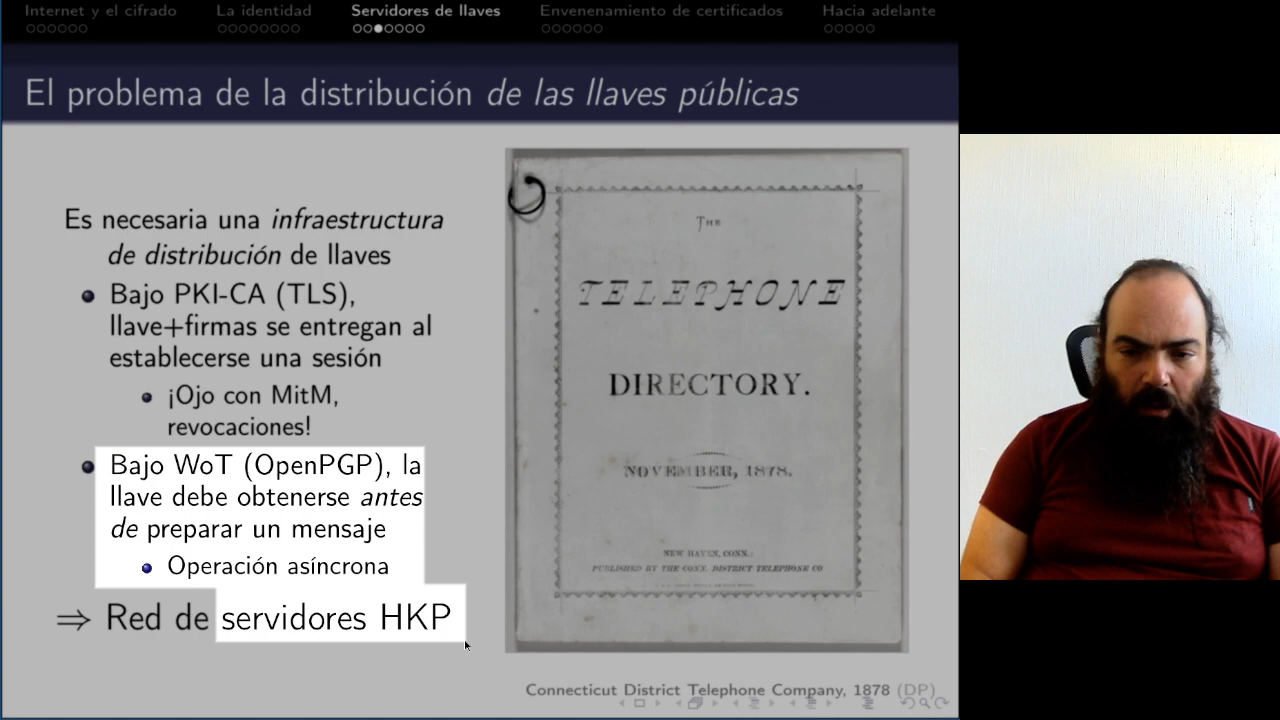 Internet y el cifrado
La identidad
Servidores de llaves
Envenenamiento de certificados
Hacia adelante
El problema de la distribución de las llaves públicas
Es necesaria una infraestructura
de distribución de llaves
Bajo PKI-CA (TLS),
llave+firmas se entregan al
establecerse una sesión
¡Ojo con MitM,
revocaciones!
Bajo WoT (OpenPGP), la
llave debe obtenerse antes
de preparar un mensaje
Operación asíncrona
⇒ Red de servidores HKP
THE
TELEPHONE
DIRECTORY.
NOVEMBER, 1878.
NEW HAVEN, CONN.:
PUBLISHED BY THE CONN. DISTRICT TELEPHONE CO
Connecticut District Telephone Company, 1878 (DP)